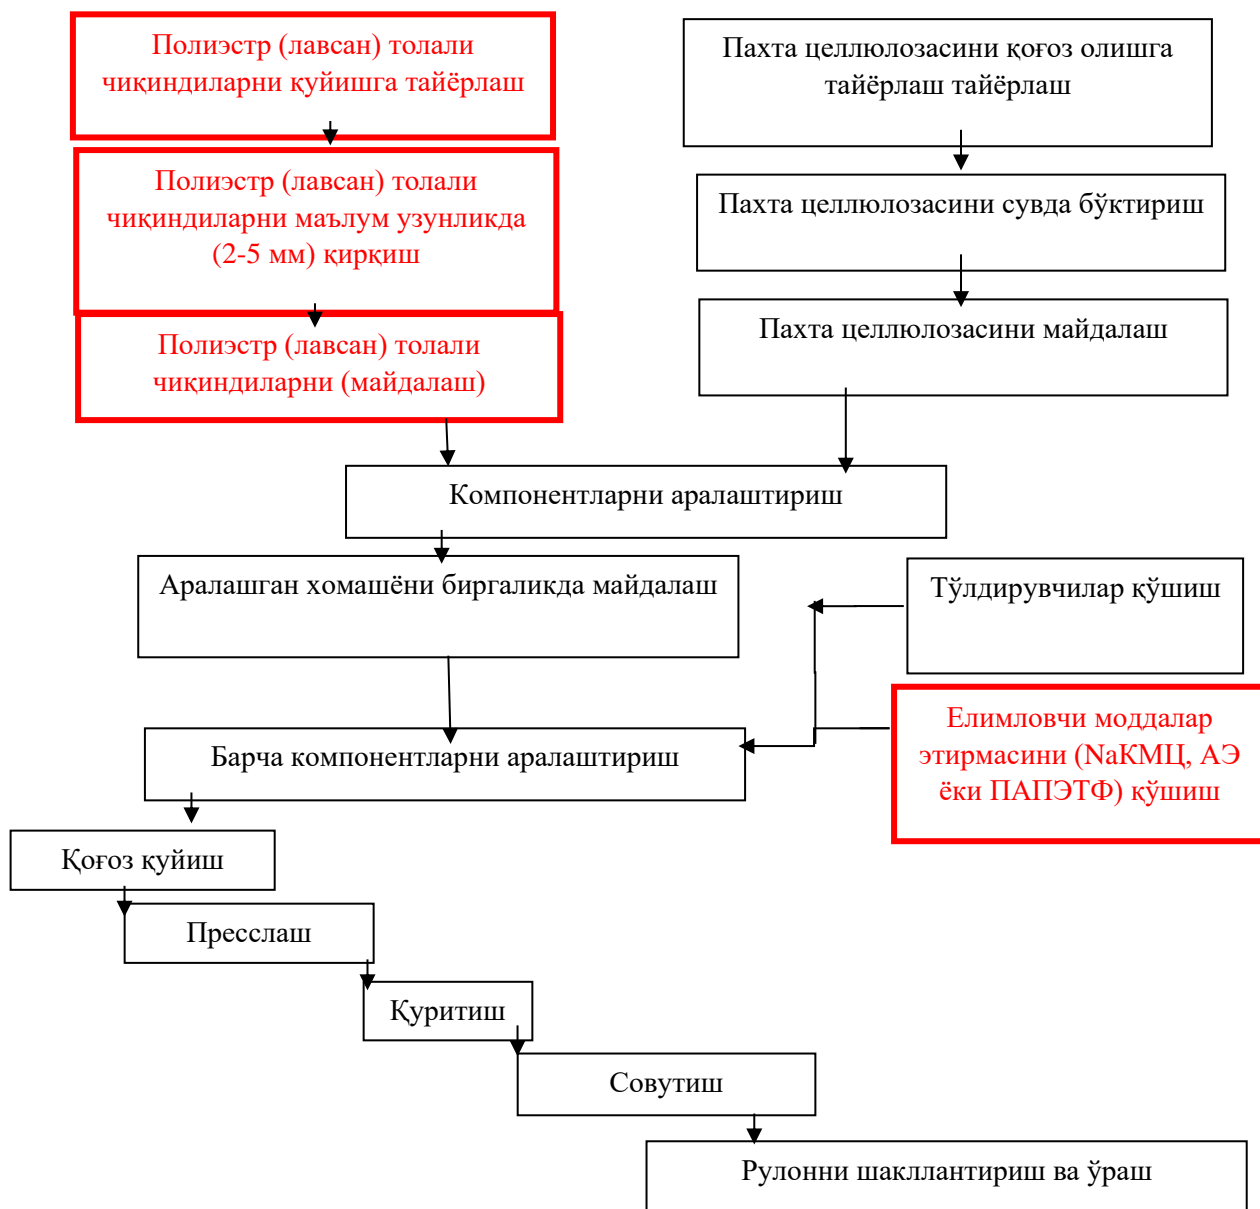 Полиэстр (лавсан) толали
чиқиндиларни қуйишга тайёрлаш
Пахта целлюлозасини қоғоз олишга
тайёрлаш тайёрлаш
Полиэстр (лавсан) толали
чиқиндиларни маълум узунликда
(2-5 мм) қирқиш
Пахта целлюлозасини сувда бўктириш
Полиэстр (лавсан) толали
чиқиндиларни (майдалаш)
Пахта целлюлозасини майдалаш
Компонентларни аралаштириш
Аралашган хомашёни биргаликда майдалаш
Тўлдирувчилар қўшиш
Елимловчи моддалар
этирмасини (NaКМЦ, АЭ
ёки ПАПЭТФ) қўшиш
Барча компонентларни аралаштириш
Қоғоз қуйиш
Пресслаш
Қуритиш
Совутиш
Рулонни шакллантириш ва ўраш